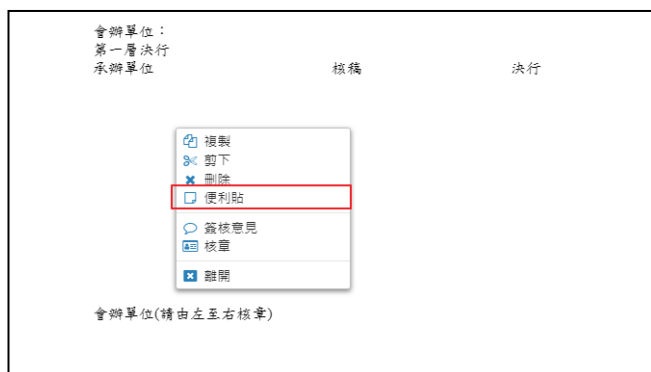 會辦單位：
第一層決行
承辦單位 核稿 決行
複製
剪下
刪除
便利貼
簽核意見
核章
離開
會辦單位(請由左至右核章)